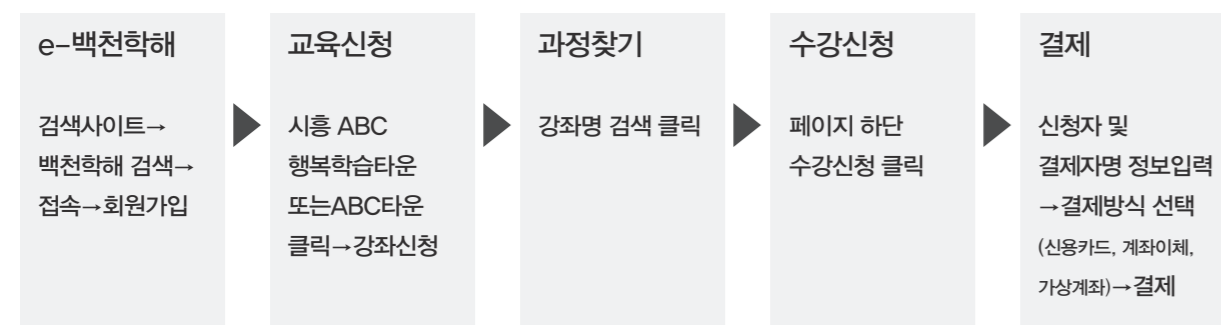 e-백천학해
검색사이트→
백천학해 검색→
접속→회원가입
교육신청
시흥 ABC
행복학습타운
또는ABC타운
클릭→강좌신청
과정찾기
강좌명 검색 클릭
수강신청
페이지 하단
수강신청 클릭
결제
신청자 및
결제자명 정보입력
→결제방식 선택
(신용카드, 계좌이체,
가상계좌)→결제